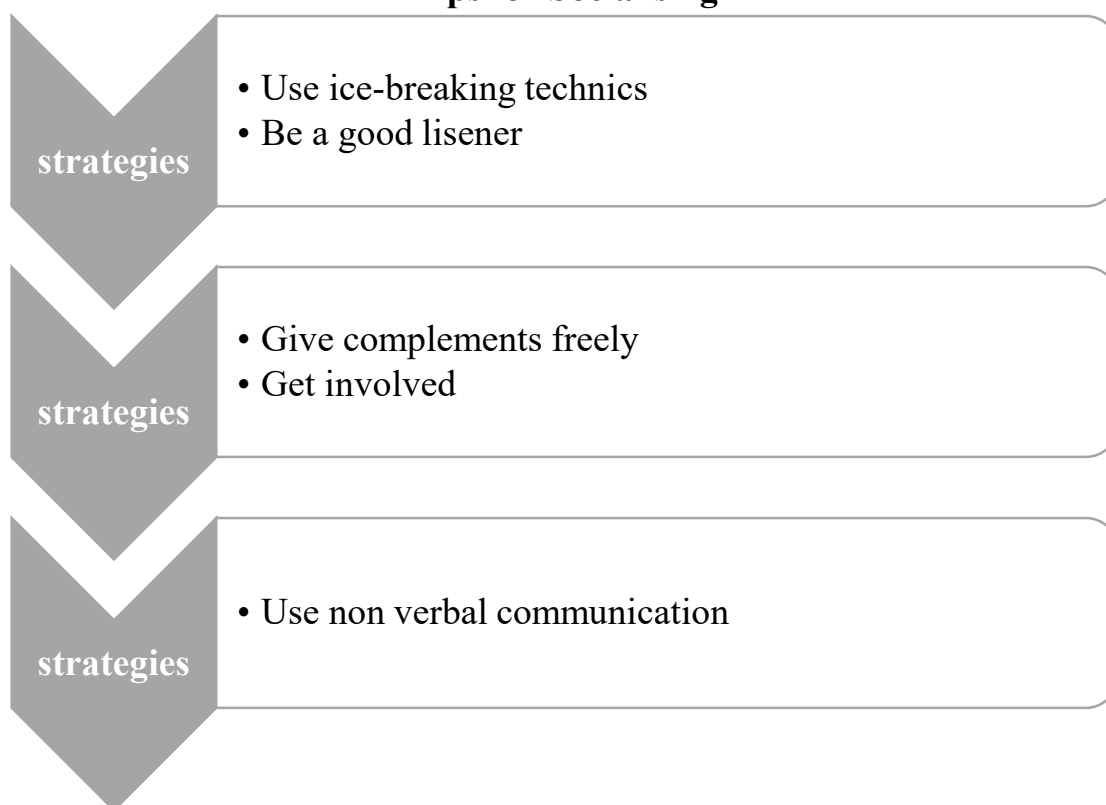 strategies
• Use ice-breaking technics
• Be a good lisener
strategies
• Give complements freely
• Get involved
strategies
• Use non verbal communication